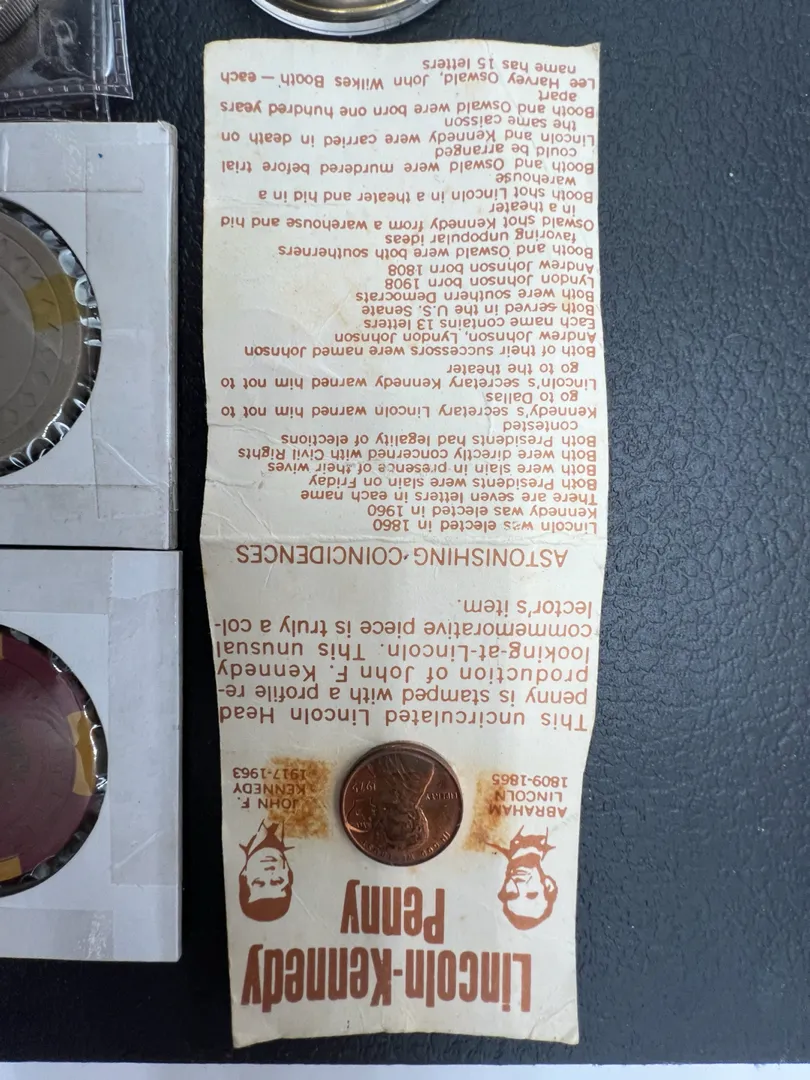 Lincoln-Kennedy
Penny
ABRAHAM
LINCOLN
1809-1865
JOHN F.
KENNEDY
1917-1963
LIBERTY
This uncirculated Lincoln Head
penny is stamped with a profile re-
production of John F. Kennedy
looking-at-Lincoln. This unusual
commemorative piece is truly a col-
lector's item.
ASTONISHING COINCIDENCES
Lincoln was elected in 1860
Kennedy was elected in 1960
There are seven letters in each name
Both Presidents were slain on Friday
Both were slain in presence of their wives
Both were directly concerned with Civil Rights
Both Presidents had legality of elections
contested
Kennedy's secretary Lincoln warned him not to
go to Dallas
Lincoln's secretary Kennedy warned him not to
go to the theater
Both of their successors were named Johnson
Andrew Johnson, Lyndon Johnson
Each name contains 13 letters
Both served in the U.S. Senate
Both were southern Democrats
Lyndon Johnson born 1908
Andrew Johnson born 1808
Booth and Oswald were both southerners
favoring unpopular ideas
Oswald shot Kennedy from a warehouse and hid
in a theater
Booth shot Lincoln in a theater and hid in a
warehouse
Booth and Oswald were murdered before trial
could be arranged
Lincoln and Kennedy were carried in death on
the same caisson
Booth and Oswald were born one hundred years
apart
Lee Harvey Oswald, John Wilkes Booth — each
name has 15 letters